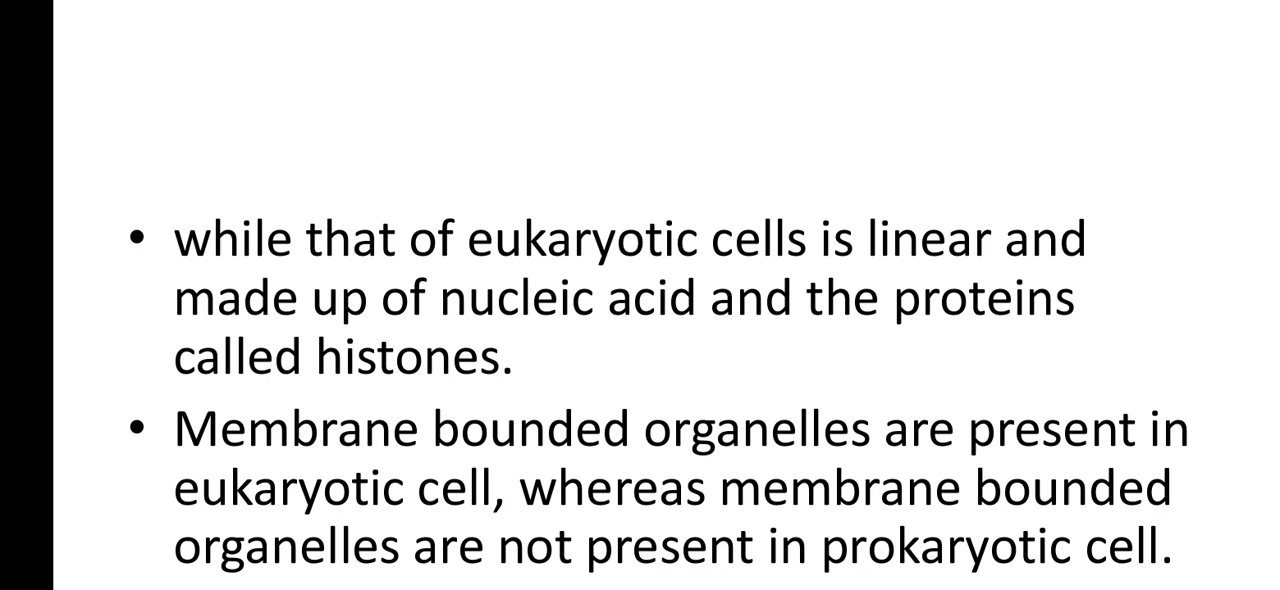 • while that of eukaryotic cells is linear and
made up of nucleic acid and the proteins
called histones.
• Membrane bounded organelles are present in
eukaryotic cell, whereas membrane bounded
organelles are not present in prokaryotic cell.